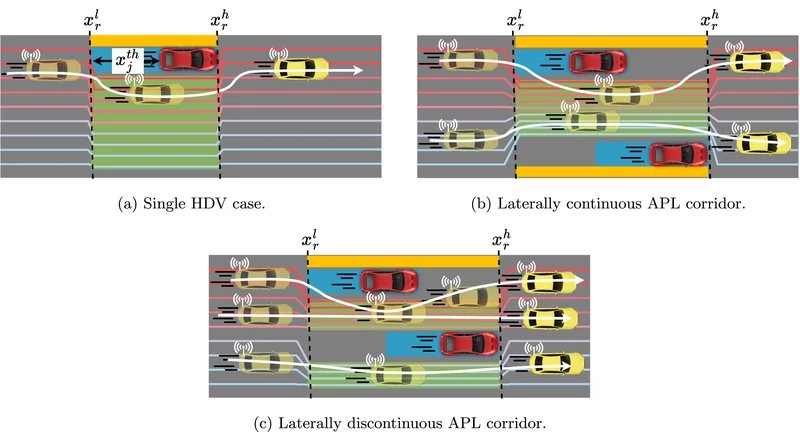 x_r^l x_r^h
x_j^{th}
(a) Single HDV case.
x_r^l x_r^h
(b) Laterally continuous APL corridor.
x_r^l x_r^h
(c) Laterally discontinuous APL corridor.